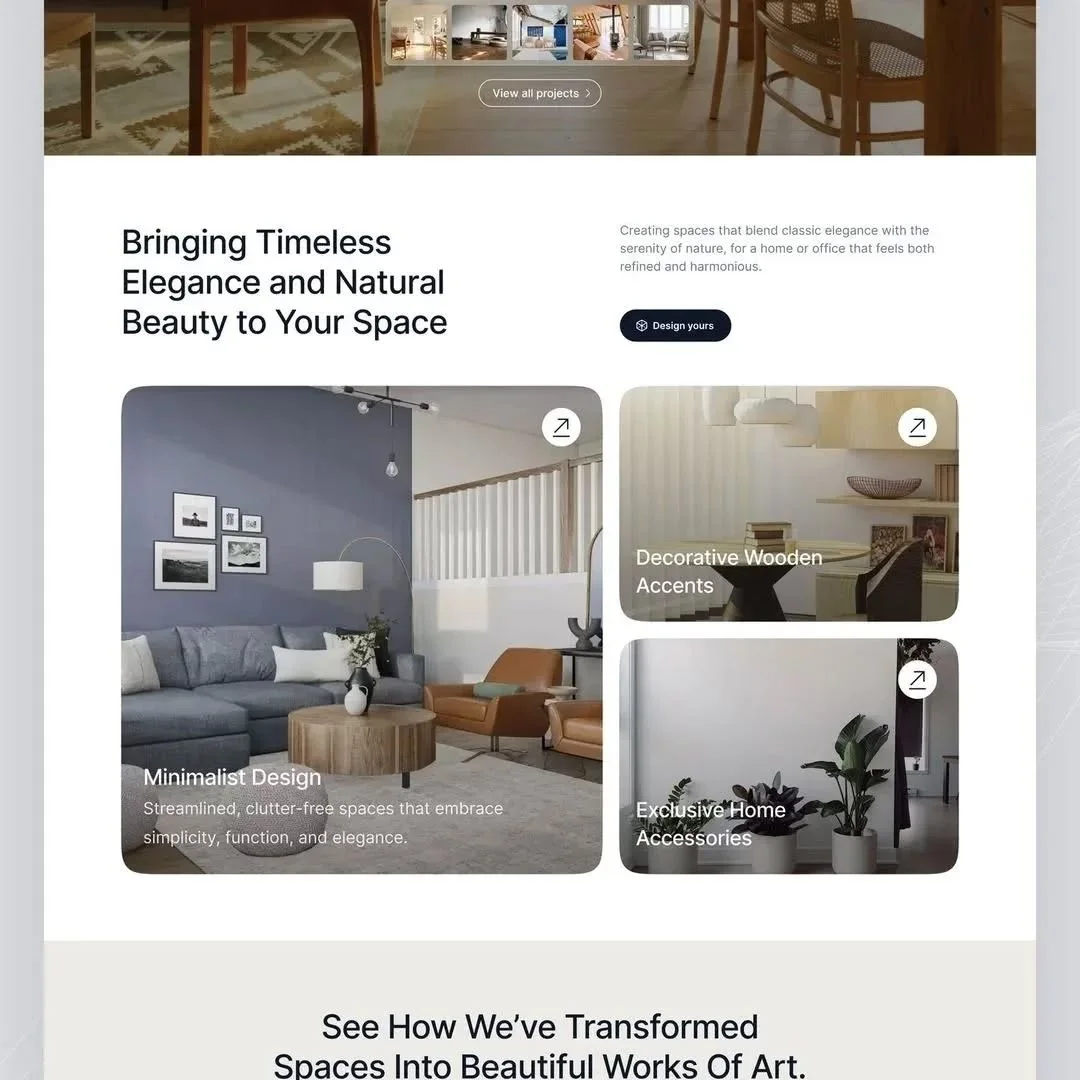 View all projects
Bringing Timeless
Elegance and Natural
Beauty to Your Space
Creating spaces that blend classic elegance with the
serenity of nature, for a home or office that feels both
refined and harmonious.
Design yours
Minimalist Design
Streamlined, clutter-free spaces that embrace
simplicity, function, and elegance.
Decorative Wooden
Accents
Exclusive Home
Accessories
See How We’ve Transformed
Spaces Into Beautiful Works Of Art.